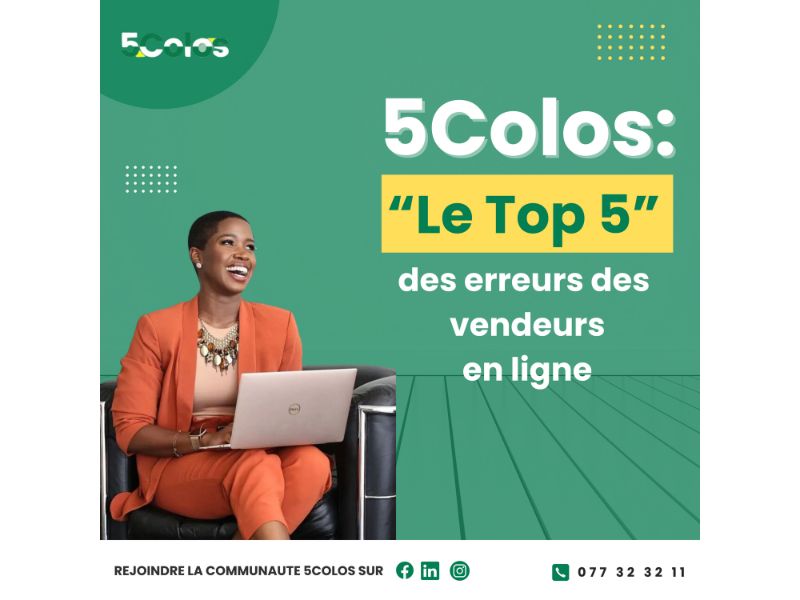 5Colos
5Colos:
“Le Top 5”
des erreurs des
vendeurs
en ligne
DELL
REJOINDRE LA COMMUNAUTE 5COLOS SUR
077 32 32 11